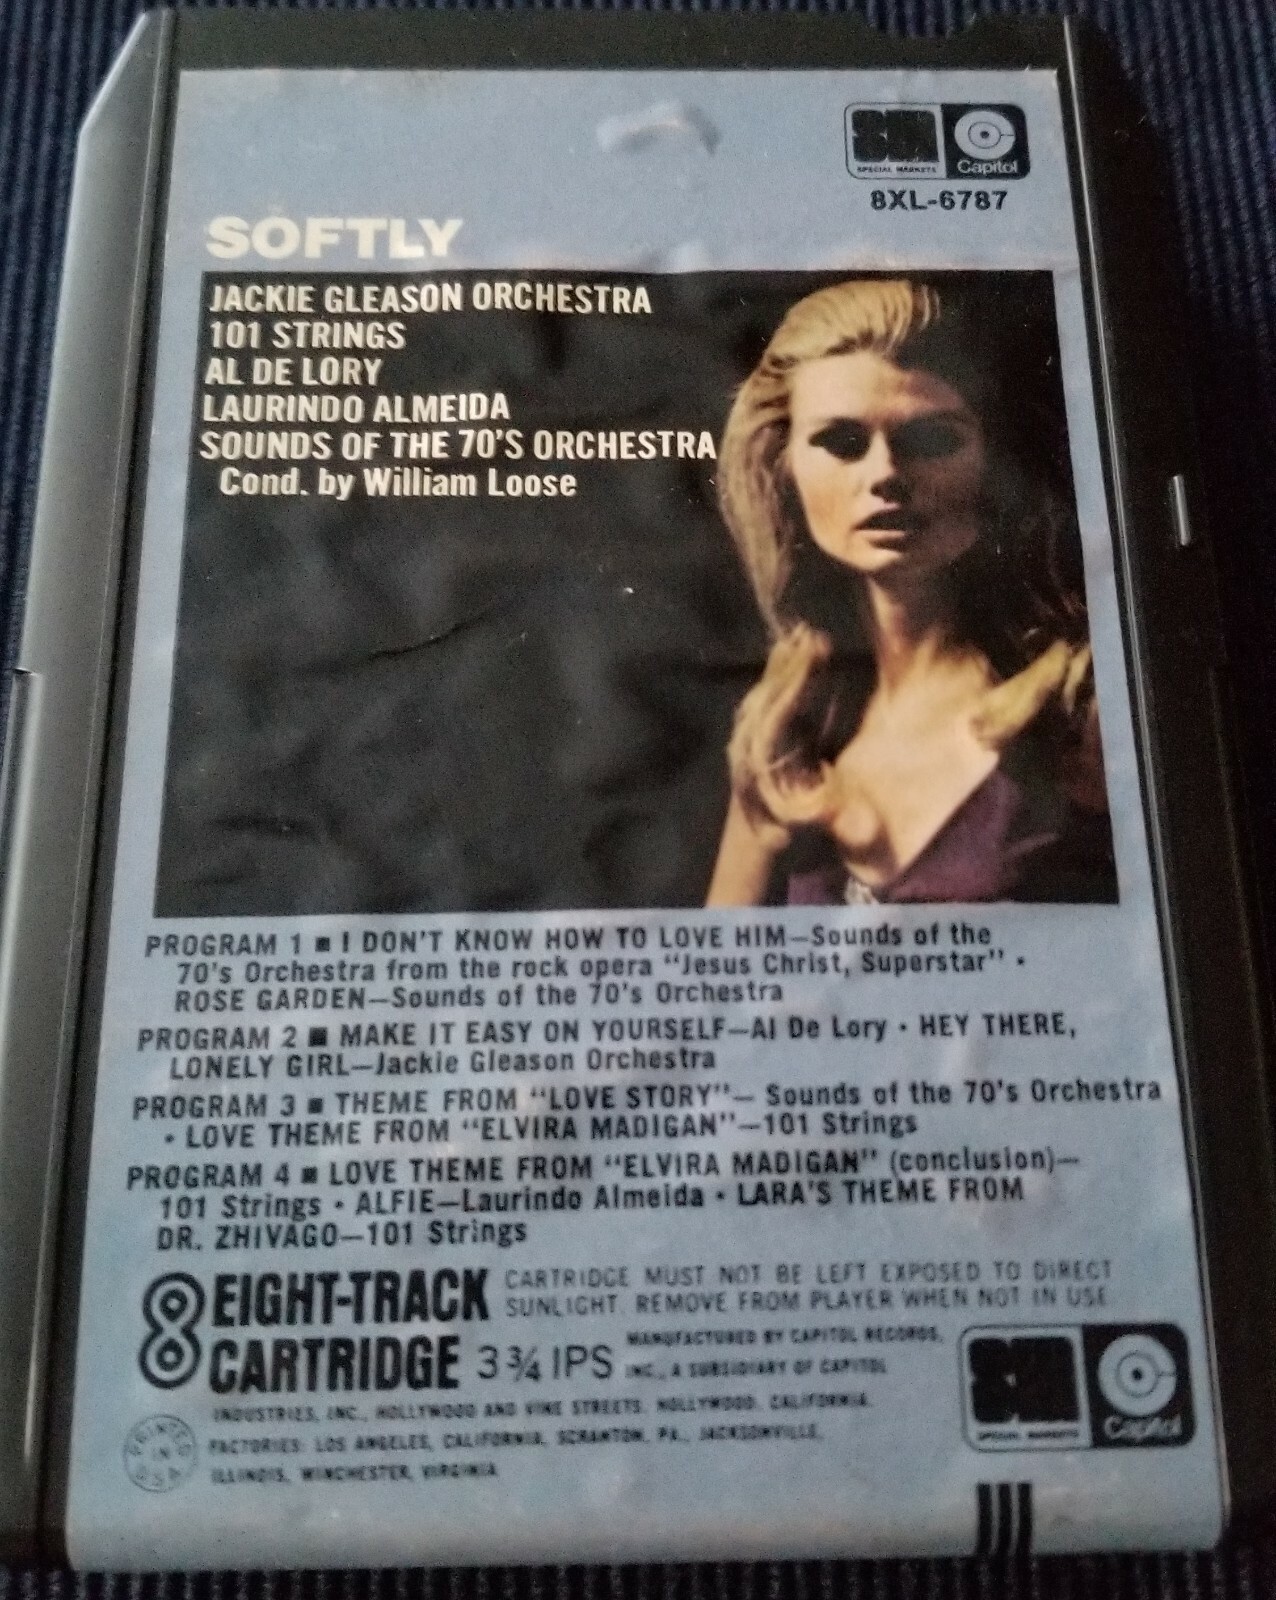 SM
SPECIAL MARKETS
Capitol
8XL-6787
SOFTLY
JACKIE GLEASON ORCHESTRA
101 STRINGS
AL DE LORY
LAURINDO ALMEIDA
SOUNDS OF THE 70'S ORCHESTRA
Cond. by William Loose
PROGRAM 1 ■ I DON'T KNOW HOW TO LOVE HIM—Sounds of the
70's Orchestra from the rock opera "Jesus Christ, Superstar" •
ROSE GARDEN—Sounds of the 70's Orchestra
PROGRAM 2 ■ MAKE IT EASY ON YOURSELF—Al De Lory • HEY THERE,
LONELY GIRL—Jackie Gleason Orchestra
PROGRAM 3 ■ THEME FROM "LOVE STORY"— Sounds of the 70's Orchestra
• LOVE THEME FROM "ELVIRA MADIGAN"—101 Strings
PROGRAM 4 ■ LOVE THEME FROM "ELVIRA MADIGAN" (conclusion)—
101 Strings • ALFIE—Laurindo Almeida • LARA'S THEME FROM
DR. ZHIVAGO—101 Strings
8 EIGHT-TRACK
CARTRIDGE 3¾ IPS
CARTRIDGE MUST NOT BE LEFT EXPOSED TO DIRECT
SUNLIGHT. REMOVE FROM PLAYER WHEN NOT IN USE
MANUFACTURED BY CAPITOL RECORDS,
INC., A SUBSIDIARY OF CAPITOL
INDUSTRIES, INC., HOLLYWOOD AND VINE STREETS, HOLLYWOOD, CALIFORNIA.
FACTORIES: LOS ANGELES, CALIFORNIA, SCRANTON, PA., JACKSONVILLE,
ILLINOIS, WINCHESTER, VIRGINIA
PRINTED
IN
USA
SPECIAL MARKETS
Capitol